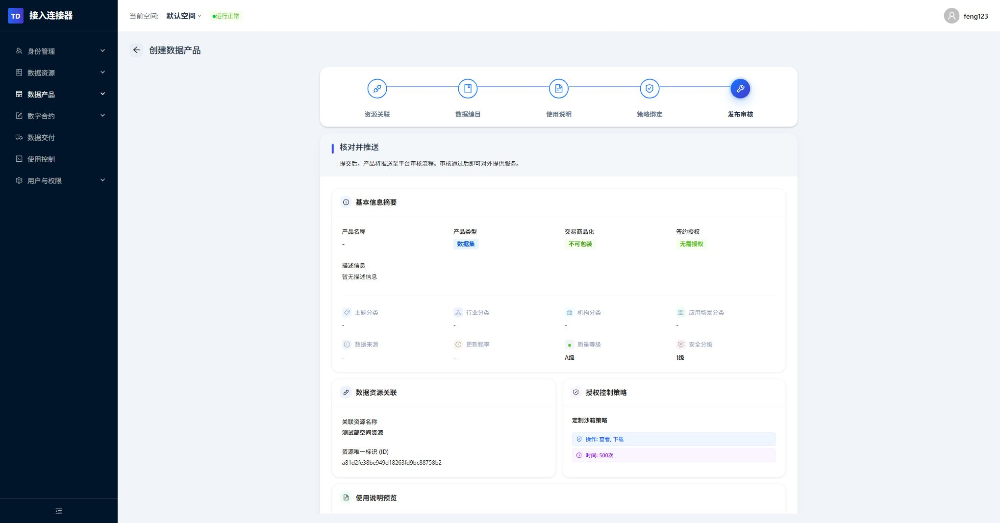 TD 接入连接器
当前空间: 默认空间 运行正常
feng123
身份管理
数据资源
数据产品
数字合约
数据交付
使用控制
用户与权限
创建数据产品
资源关联 数据编目 使用说明 策略绑定 发布审核
核对并推送
提交后，产品将推送至平台审核流程。审核通过后即可对外提供服务。
基本信息摘要
产品名称 产品类型 交易商品化 签约授权
- 数据集 不可包装 无需授权
描述信息
暂无描述信息
主题分类 行业分类 机构分类 应用场景分类
- - - -
数据来源 更新频率 质量等级 安全分级
- - A级 1级
数据资源关联
关联资源名称
测试部空间资源
资源唯一标识 (ID)
a81d2fe38be949d18263fd9bc88758b2
授权控制策略
定制沙箱策略
操作: 查看, 下载
时间: 500次
使用说明预览